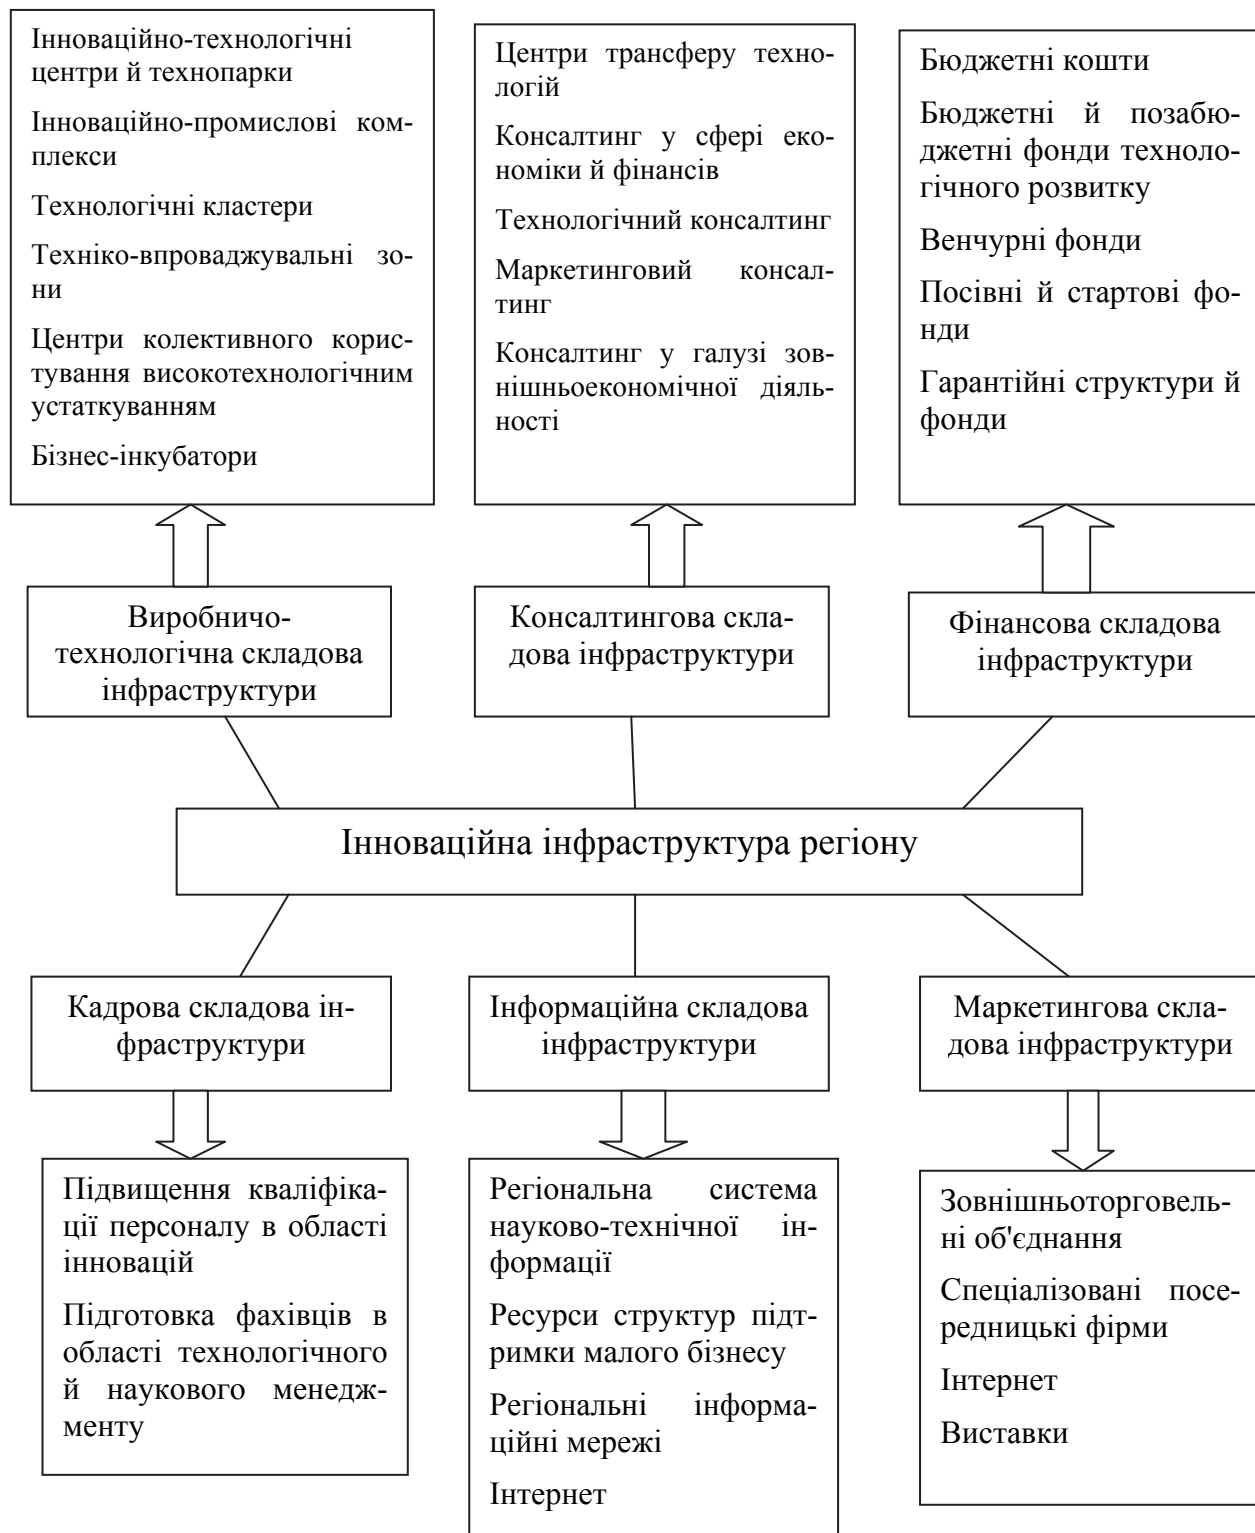 Інноваційно-технологічні
центри й технопарки
Інноваційно-промислові ком-
плекси
Технологічні кластери
Техніко-впроваджувальні зо-
ни
Центри колективного корис-
тування високотехнологічним
устаткуванням
Бізнес-інкубатори
Центри трансферу техно-
логій
Консалтинг у сфері еко-
номіки й фінансів
Технологічний консалтинг
Маркетинговий консал-
тинг
Консалтинг у галузі зов-
нішньоекономічної діяль-
ності
Бюджетні кошти
Бюджетні й позабю-
джетні фонди техноло-
гічного розвитку
Венчурні фонди
Посівні й стартові фо-
нди
Гарантійні структури й
фонди
Виробничо-
технологічна складова
інфраструктури
Консалтингова скла-
дова інфраструктури
Фінансова складова
інфраструктури
Інноваційна інфраструктура регіону
Кадрова складова ін-
фраструктури
Інформаційна складова
інфраструктури
Маркетингова скла-
дова інфраструктури
Підвищення кваліфіка-
ції персоналу в області
інновацій
Підготовка фахівців в
області технологічного
й наукового менедж-
менту
Регіональна система
науково-технічної ін-
формації
Ресурси структур підт-
римки малого бізнесу
Регіональні інформа-
ційні мережі
Інтернет
Зовнішньоторговель-
ні об'єднання
Спеціалізовані посе-
редницькі фірми
Інтернет
Виставки